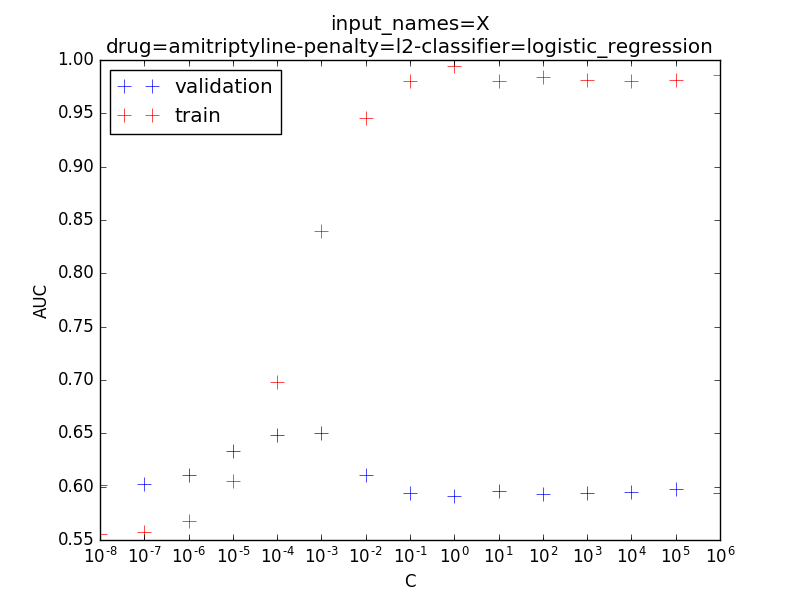 input_names=X
drug=amitriptyline-penalty=l2-classifier=logistic_regression
validation
train
AUC
1.00
0.95
0.90
0.85
0.80
0.75
0.70
0.65
0.60
0.55
10^-8 10^-7 10^-6 10^-5 10^-4 10^-3 10^-2 10^-1 10^0 10^1 10^2 10^3 10^4 10^5 10^6
C